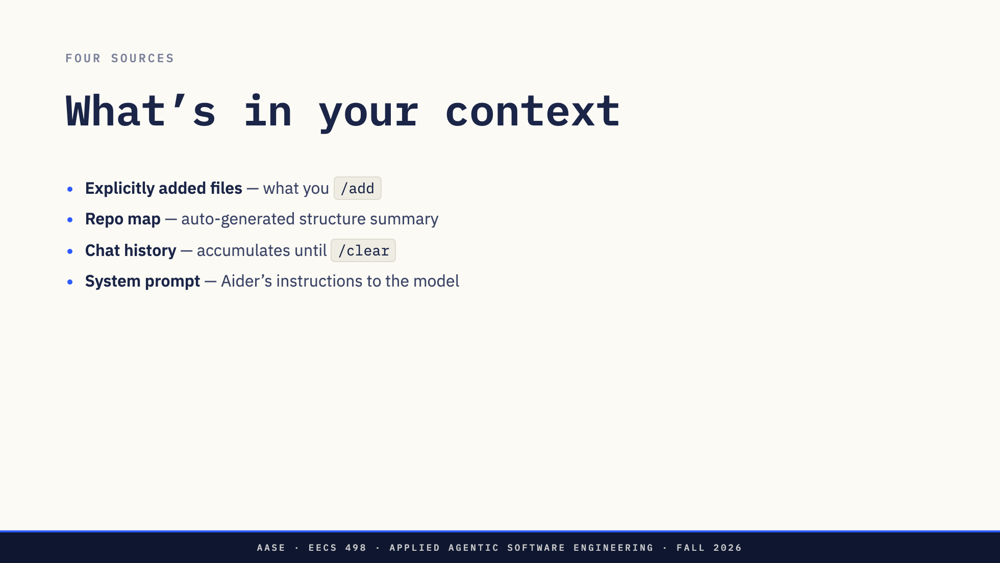 FOUR SOURCES
What’s in your context
• Explicitly added files — what you /add
• Repo map — auto-generated structure summary
• Chat history — accumulates until /clear
• System prompt — Aider’s instructions to the model
AASE · EECS 498 · APPLIED AGENTIC SOFTWARE ENGINEERING · FALL 2026